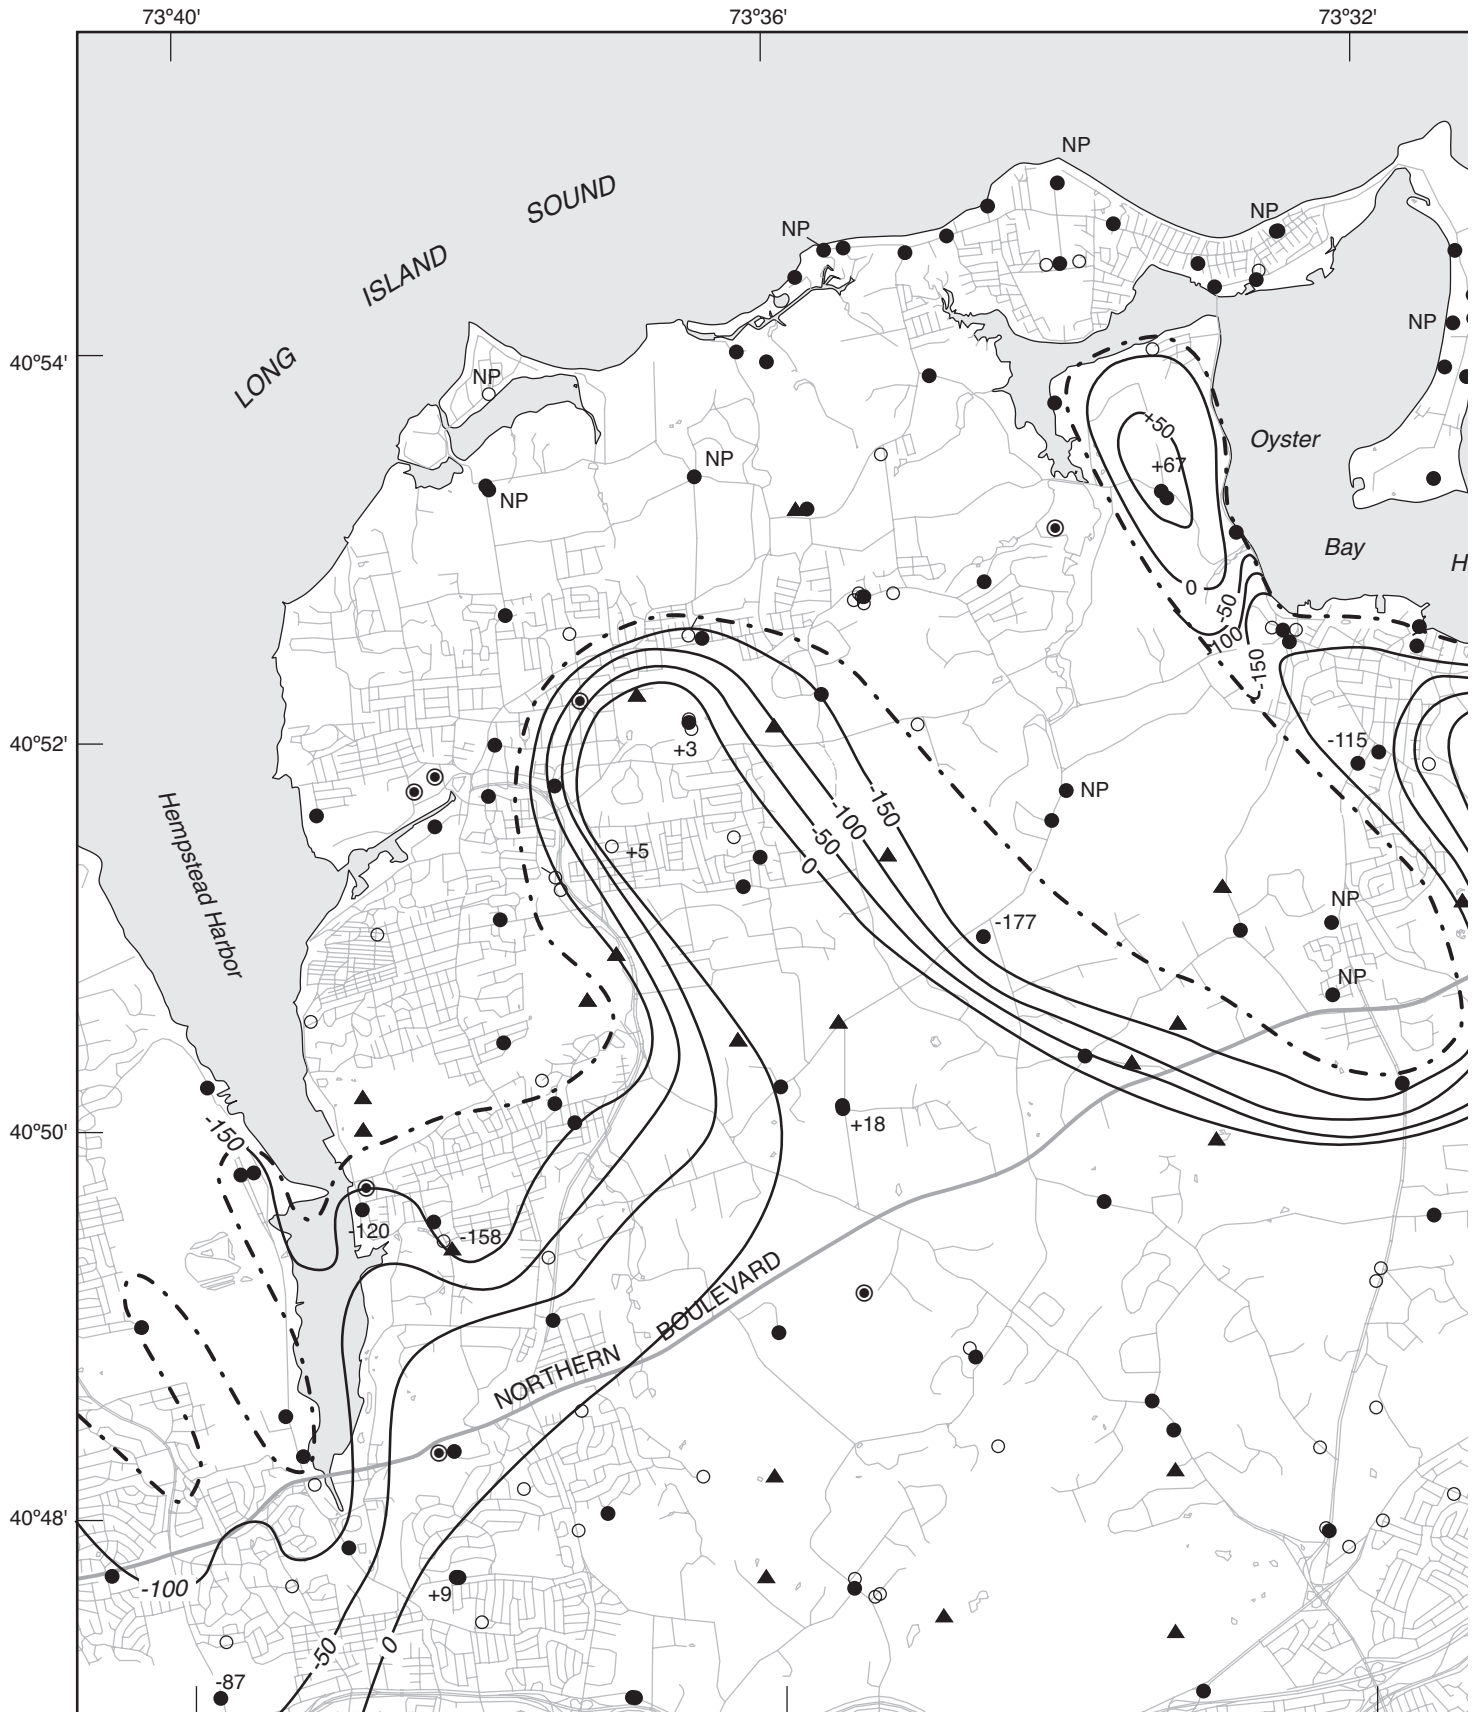 73°40'
73°36'
73°32'
NP
SOUND
NP
NP
ISLAND
NP
40°54'
LONG
NP
+50
Oyster
NP
+67
NP
Bay
H
0
-50
100
-150
40°52'
+3
-115
NP
Hempstead Harbor
-150
-100
-50
0
+5
NP
-177
NP
40°50'
-150
+18
-120
-158
BOULEVARD
NORTHERN
40°48'
-100
+9
-50
0
-87